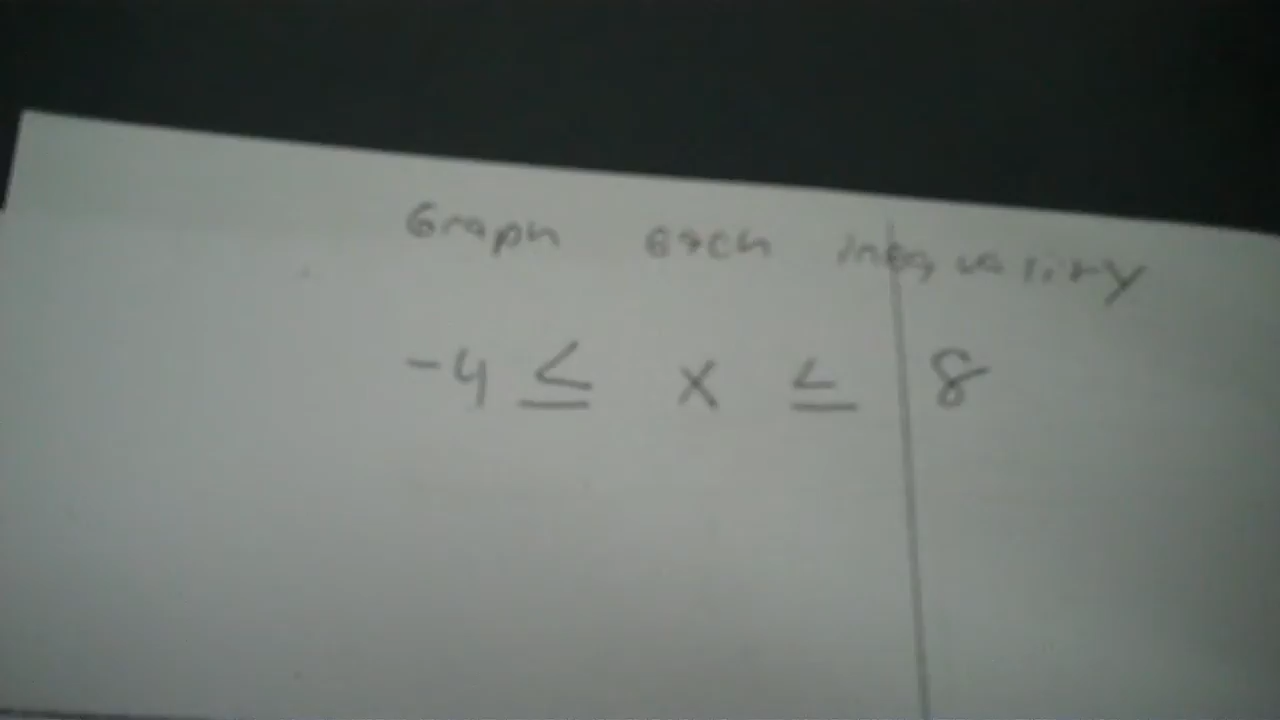 Graph each inequality
-4 ≤ x ≤ 8